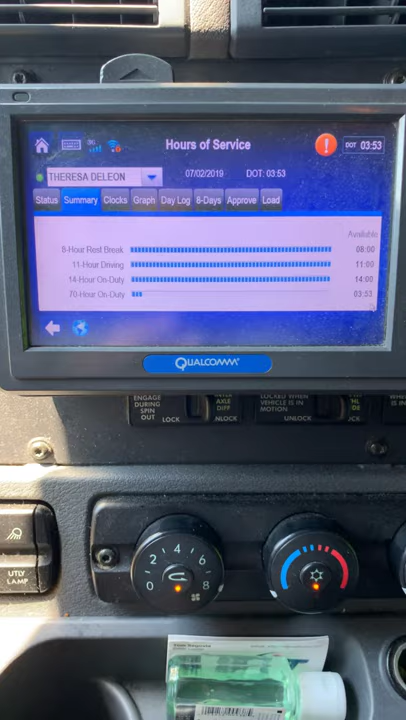 3G
Hours of Service
!
DOT 03:53
THERESA DELEON
07/02/2019
DOT: 03:53
Status Summary Clocks Graph Day Log 8-Days Approve Load
Available
8-Hour Rest Break 08:00
11-Hour Driving 11:00
14-Hour On-Duty 14:00
70-Hour On-Duty 03:53
QUALCOMM
ENGAGE DURING SPIN OUT
LOCK
INTER AXLE DIFF
UNLOCK
LOCKED WHEN VEHICLE IS IN MOTION
UNLOCK
UTLY LAMP
0 2 4 6 8